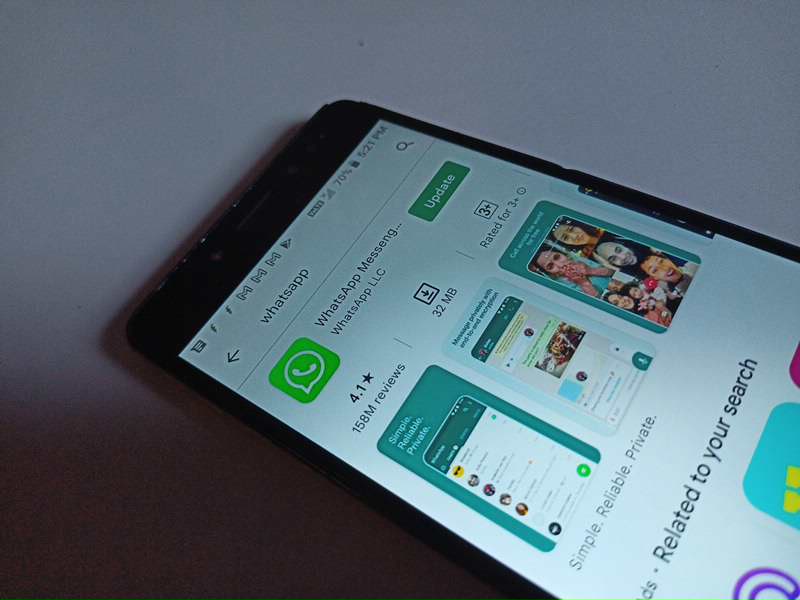 70% 5:21 PM
whatsapp
WhatsApp Messeng...
WhatsApp LLC
Update
4.1★
158M reviews
32 MB
3+
Rated for 3+
Simple.
Reliable.
Private.
Message privately with
end-to-end encryption
Call across the world
for free
Simple. Reliable. Private.
ds · Related to your search